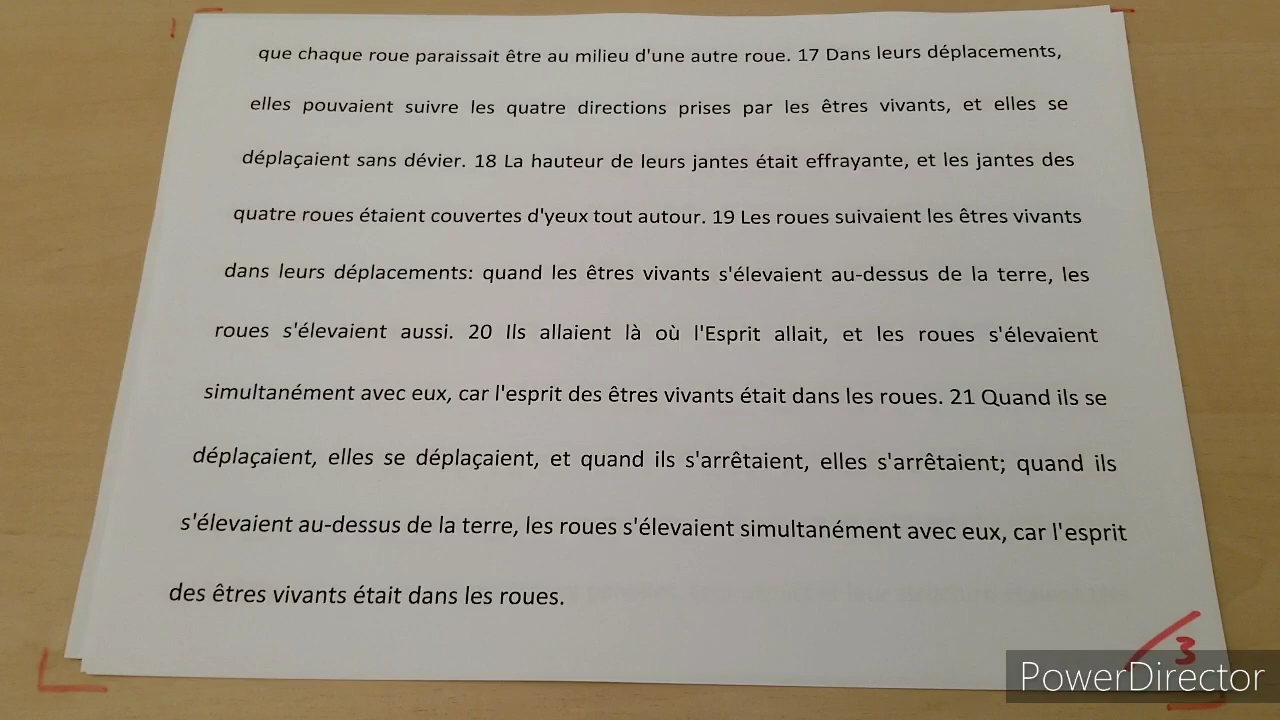 que chaque roue paraissait être au milieu d'une autre roue. 17 Dans leurs déplacements,
elles pouvaient suivre les quatre directions prises par les êtres vivants, et elles se
déplaçaient sans dévier. 18 La hauteur de leurs jantes était effrayante, et les jantes des
quatre roues étaient couvertes d'yeux tout autour. 19 Les roues suivaient les êtres vivants
dans leurs déplacements: quand les êtres vivants s'élevaient au-dessus de la terre, les
roues s'élevaient aussi. 20 Ils allaient là où l'Esprit allait, et les roues s'élevaient
simultanément avec eux, car l'esprit des êtres vivants était dans les roues. 21 Quand ils se
déplaçaient, elles se déplaçaient, et quand ils s'arrêtaient, elles s'arrêtaient; quand ils
s'élevaient au-dessus de la terre, les roues s'élevaient simultanément avec eux, car l'esprit
des êtres vivants était dans les roues.
3
PowerDirector